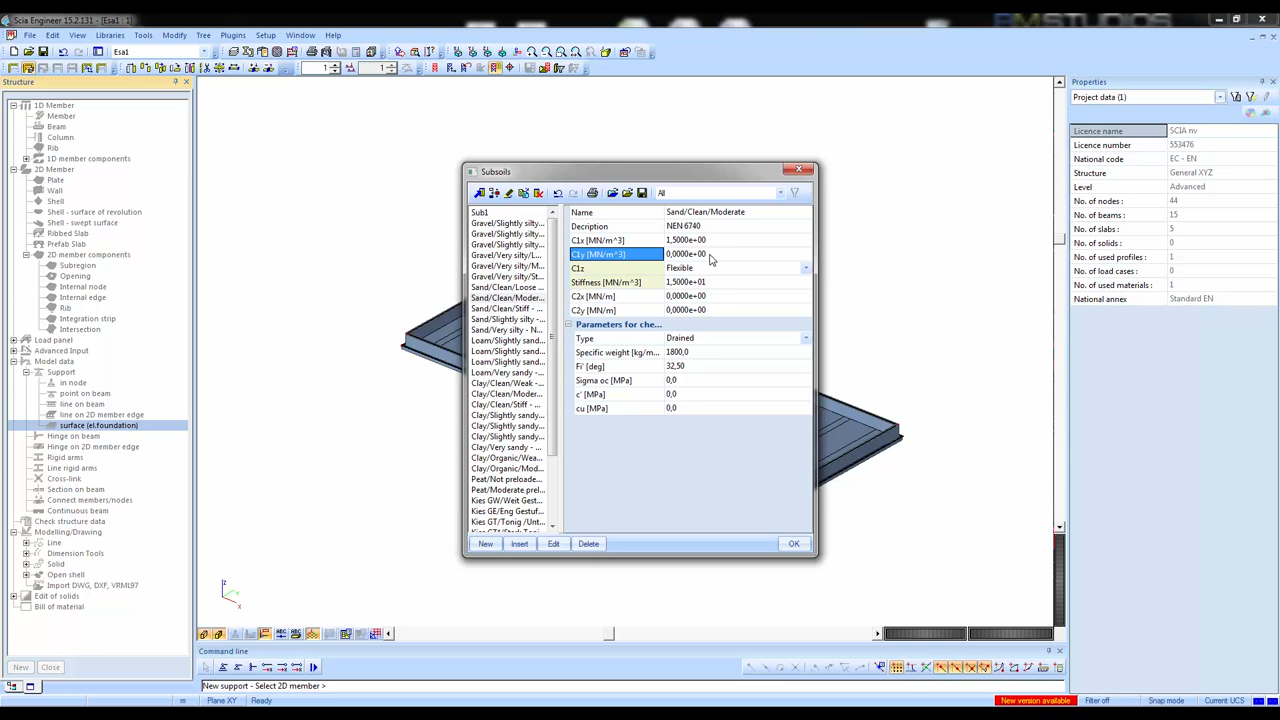 Scia Engineer 15.2.131 - [Esa1 : 1]
File Edit View Libraries Tools Modify Tree Plugins Setup Window Help
Esa1
1 1
Structure
1D Member
Member
Beam
Column
Rib
1D member components
2D Member
Plate
Wall
Shell
Shell - surface of revolution
Shell - swept surface
Ribbed Slab
Prefab Slab
2D member components
Subregion
Opening
Internal node
Internal edge
Rib
Integration strip
Intersection
Load panel
Advanced Input
Model data
Support
in node
point on beam
line on beam
line on 2D member edge
surface (el.foundation)
Hinge on beam
Hinge on 2D member edge
Rigid arms
Line rigid arms
Cross-link
Section on beam
Connect members/nodes
Continuous beam
Check structure data
Modelling/Drawing
Line
Dimension Tools
Solid
Open shell
Import DWG, DXF, VRML97
Edit of solids
Bill of material
New Close
Subsoils
All
Sub1
Gravel/Slightly silty...
Gravel/Slightly silty...
Gravel/Slightly silty...
Gravel/Very silty/L...
Gravel/Very silty/M...
Gravel/Very silty/St...
Sand/Clean/Loose ...
Sand/Clean/Moder...
Sand/Clean/Stiff - ...
Sand/Slightly silty -...
Sand/Very silty - N...
Loam/Slightly sand...
Loam/Slightly sand...
Loam/Slightly sand...
Loam/Very sandy - ...
Clay/Clean/Weak - ...
Clay/Clean/Moder...
Clay/Clean/Stiff - ...
Clay/Slightly sandy...
Clay/Slightly sandy...
Clay/Slightly sandy...
Clay/Very sandy - ...
Clay/Organic/Wea...
Clay/Organic/Mod...
Peat/Not preloade...
Peat/Moderate prel...
Kies GW/Weit Gest...
Kies GE/Eng Gestuf...
Name Sand/Clean/Moderate
Decription NEN 6740
C1x [MN/m^3] 1,5000e+00
C1y [MN/m^3] 0,0000e+00
C1z Flexible
Stiffness [MN/m^3] 1,5000e+01
C2x [MN/m] 0,0000e+00
C2y [MN/m] 0,0000e+00
Parameters for che...
Type Drained
Specific weight [kg/m... 1800,0
Fi' [deg] 32,50
Sigma oc [MPa] 0,0
c' [MPa] 0,0
cu [MPa] 0,0
New Insert Edit Delete OK
Properties
Project data (1)
Licence name SCIA nv
Licence number 553476
National code EC - EN
Structure General XYZ
Level Advanced
No. of nodes: 44
No. of beams: 15
No. of slabs: 5
No. of solids: 0
No. of used profiles: 1
No. of load cases: 0
No. of used materials: 1
National annex Standard EN
z
x
Command line
New support - Select 2D member >
m Plane XY Ready New version available Filter off Snap mode Current UCS